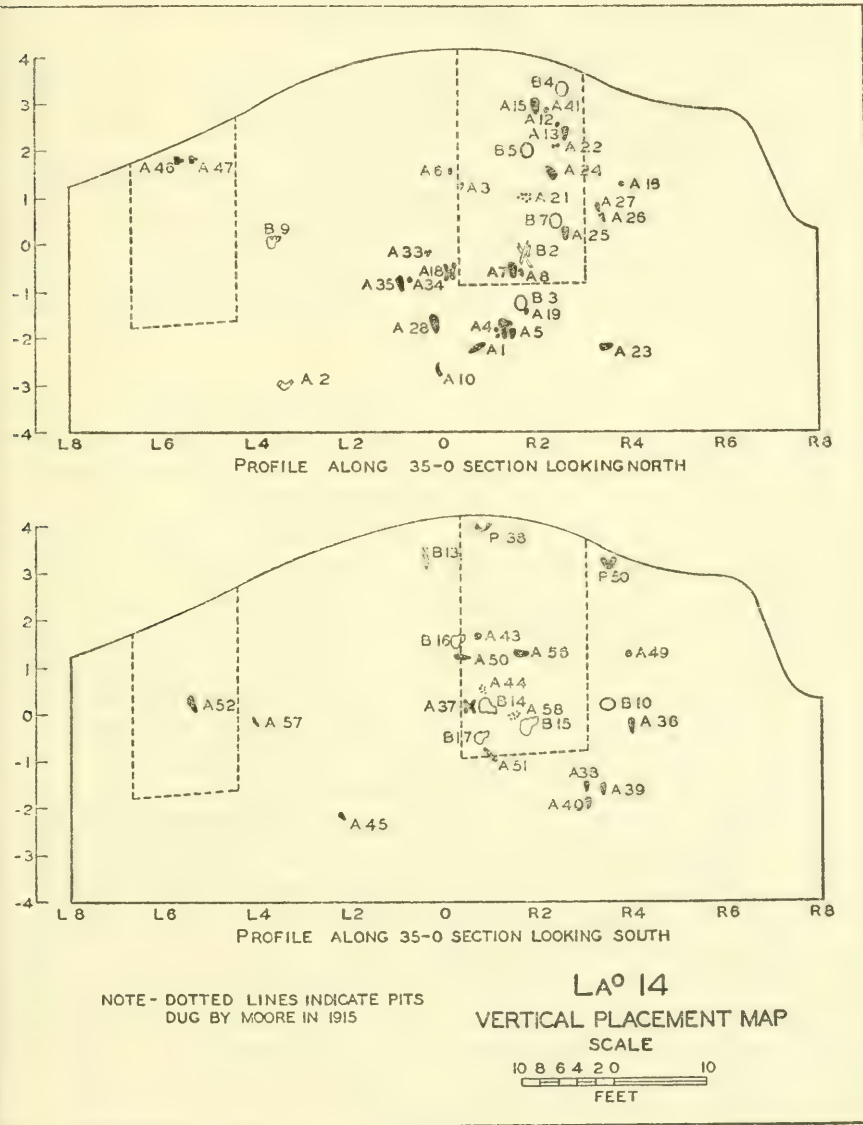 4
3
2
1
0
-1
-2
-3
-4
B4
A15 A41
A12
A13
A22
B5
A24
A46 A47
A6
A3
A18
A21
A27
A26
B7
A25
B9
A33
B2
A18
A7 A8
A35 A34
B3
A19
A28
A4 A5
A1
A23
A2
A10
L8 L6 L4 L2 0 R2 R4 R6 R8
PROFILE ALONG 35-0 SECTION LOOKING NORTH
4
3
2
1
0
-1
-2
-3
-4
P 38
B13
P50
A43
B16
A50
A56
A49
A44
A52
A37 B14
A58
B10
A57
B15
A36
B17
A51
A33 A39
A40
A45
L8 L6 L4 L2 0 R2 R4 R6 R8
PROFILE ALONG 35-0 SECTION LOOKING SOUTH
NOTE - DOTTED LINES INDICATE PITS
DUG BY MOORE IN 1915
LAº 14
VERTICAL PLACEMENT MAP
SCALE
10 8 6 4 2 0 10
FEET